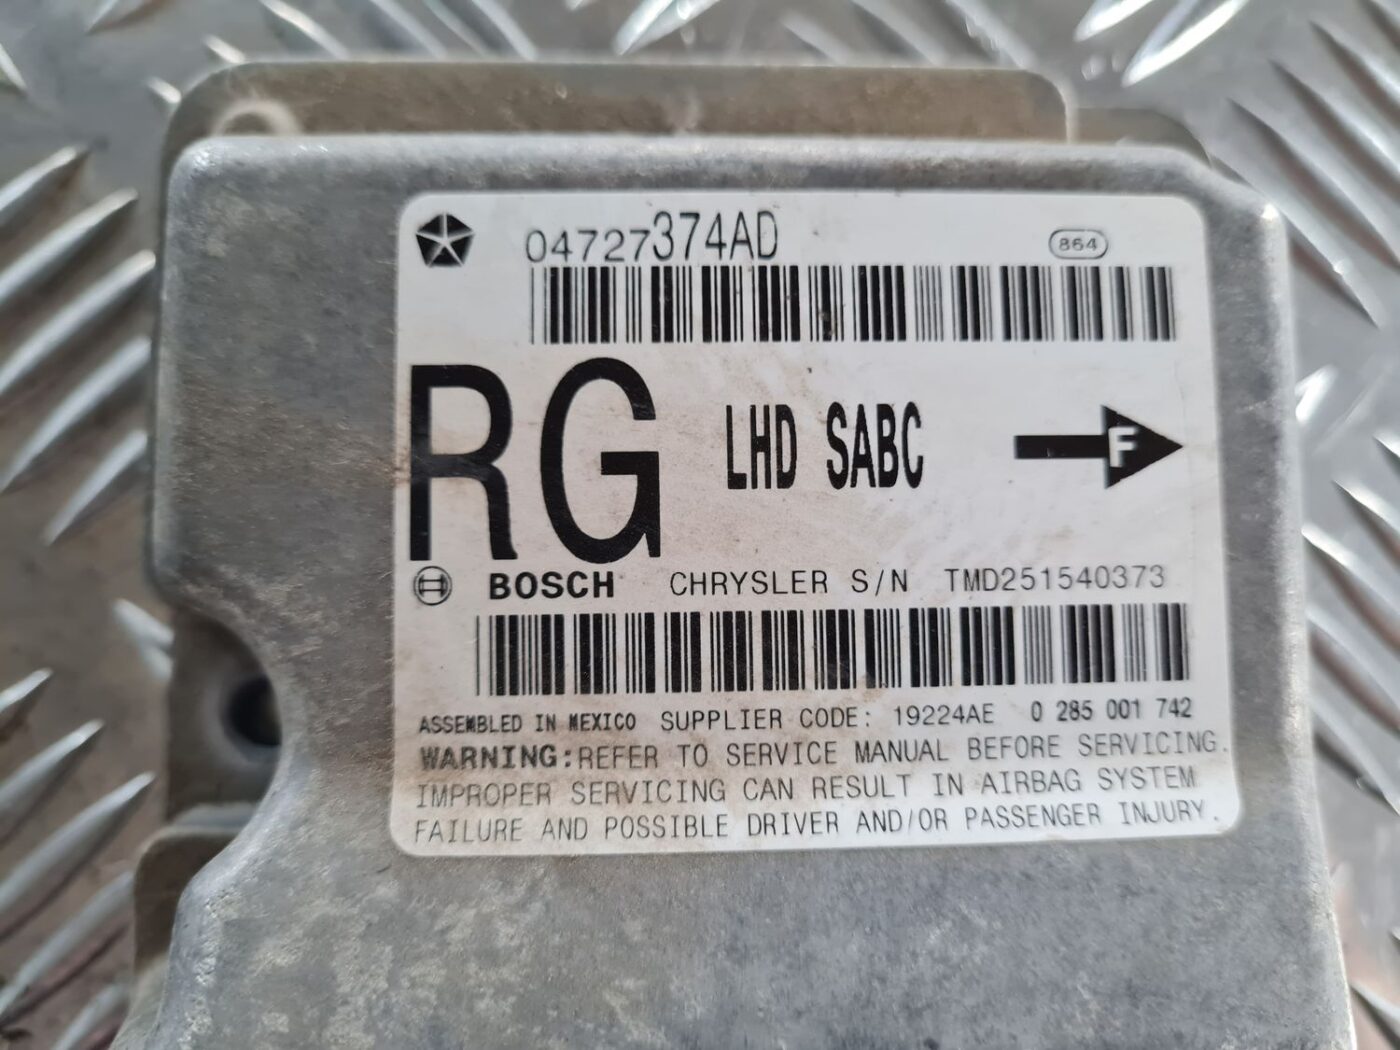 04727374AD 864
RG LHD SABC F
BOSCH CHRYSLER S/N TMD251540373
ASSEMBLED IN MEXICO SUPPLIER CODE: 19224AE 0 285 001 742
WARNING:REFER TO SERVICE MANUAL BEFORE SERVICING.
IMPROPER SERVICING CAN RESULT IN AIRBAG SYSTEM
FAILURE AND POSSIBLE DRIVER AND/OR PASSENGER INJURY.